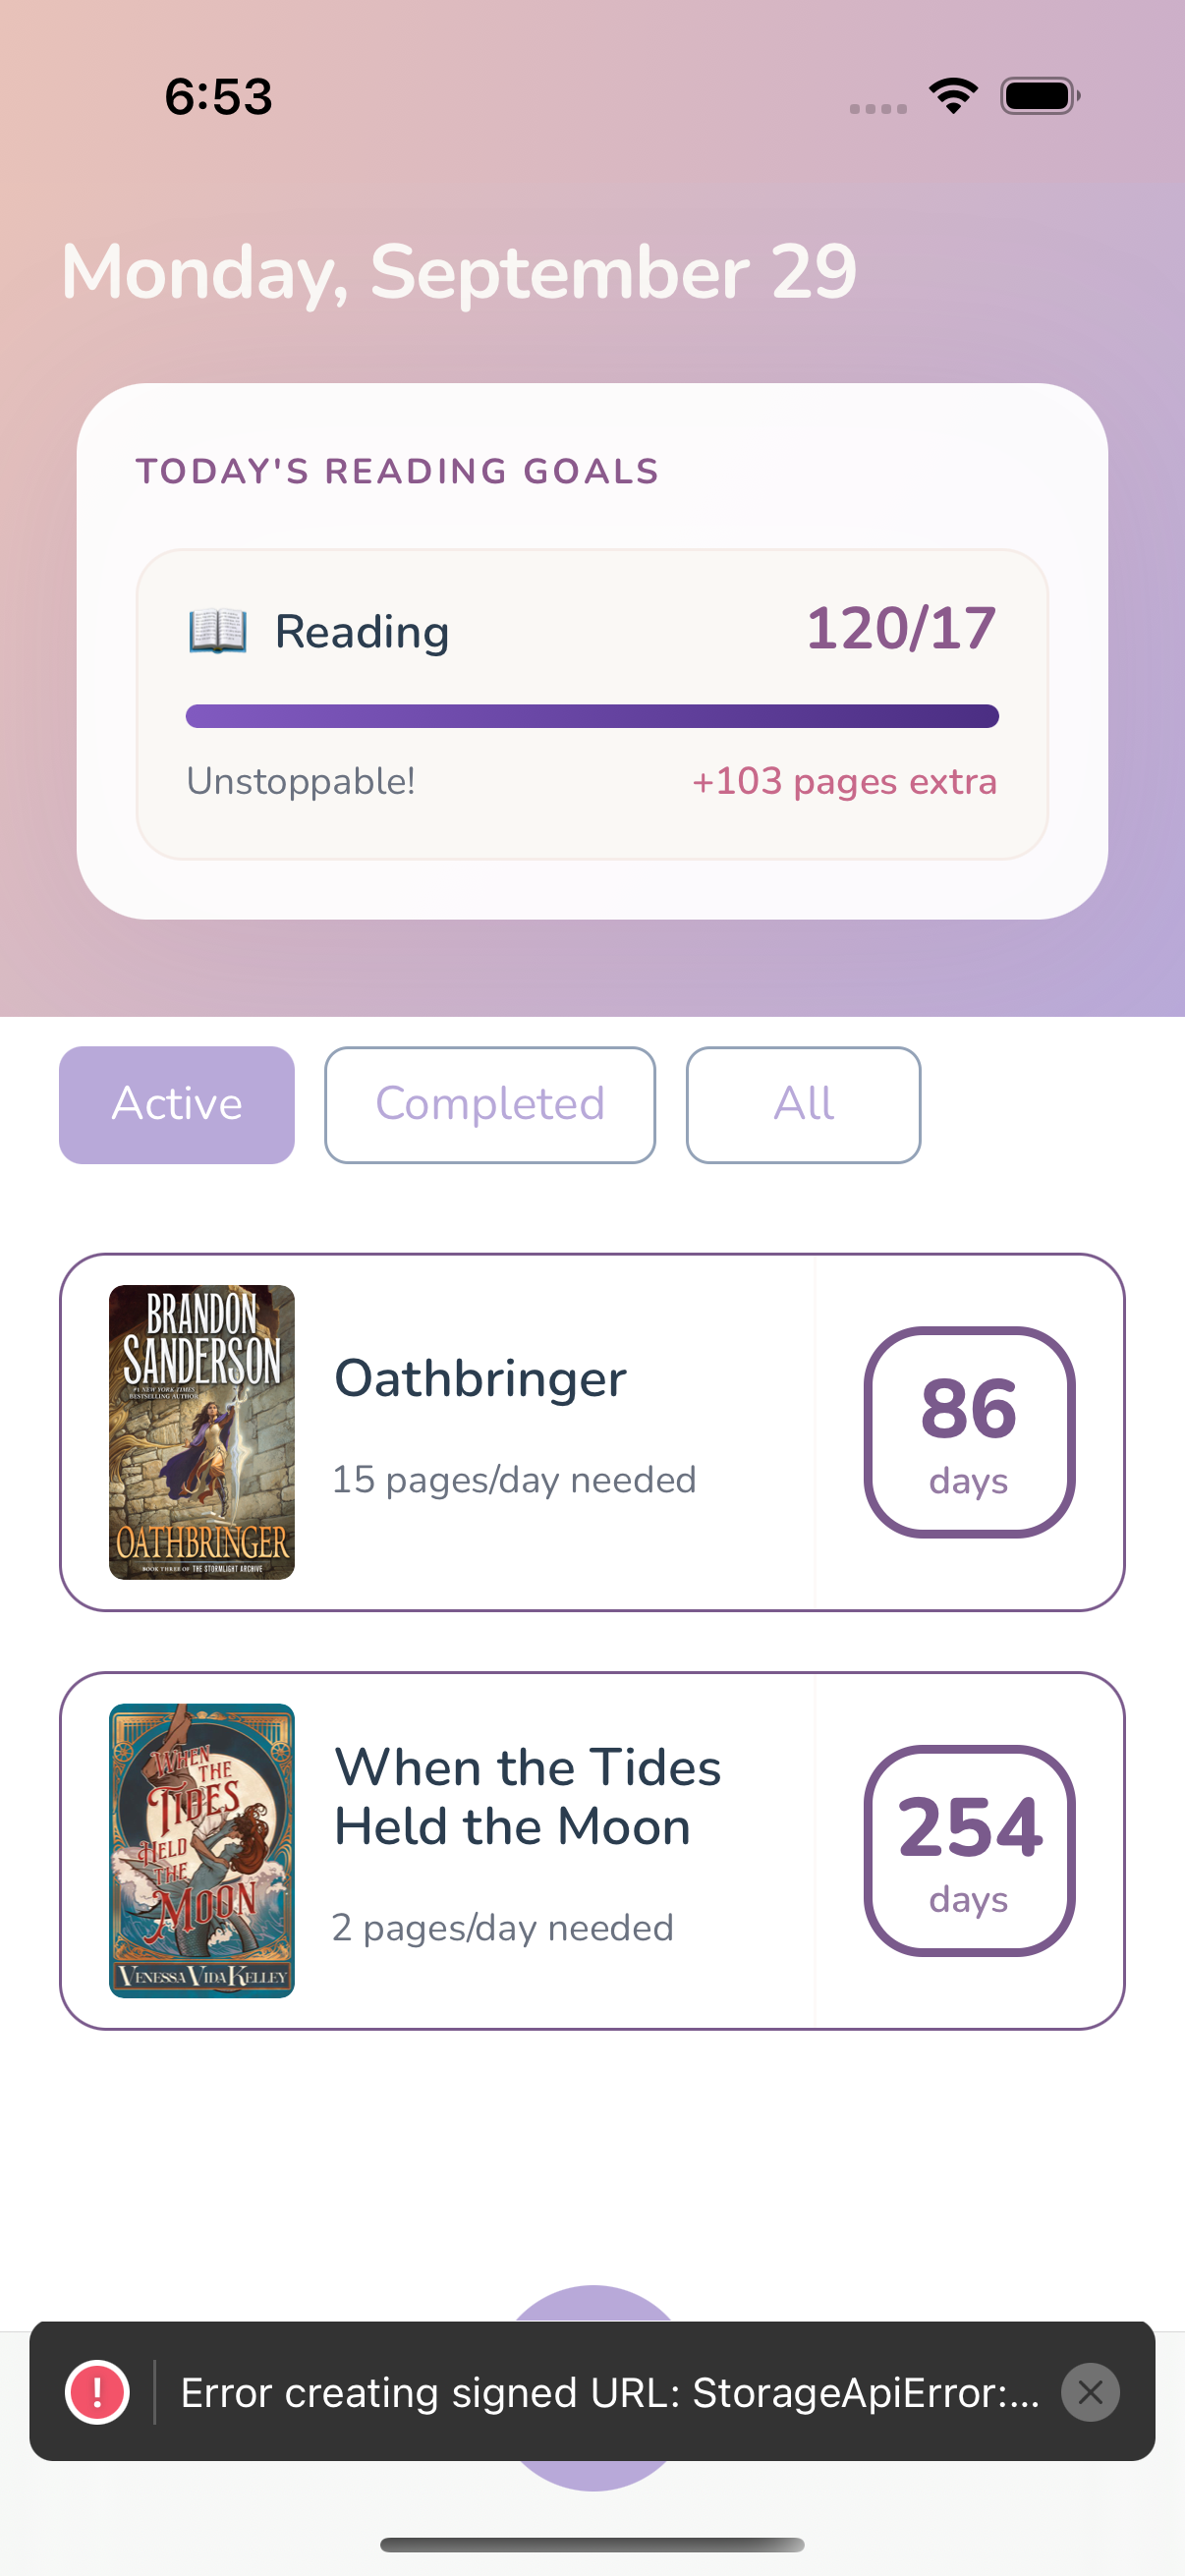 6:53
Monday, September 29
TODAY'S READING GOALS
Reading 120/17
Unstoppable! +103 pages extra
Active Completed All
BRANDON
SANDERSON
#1 NEW YORK TIMES
BESTSELLING AUTHOR
OATHBRINGER
BOOK THREE OF THE STORMLIGHT ARCHIVE
Oathbringer
15 pages/day needed
86
days
WHEN
THE
TIDES
HELD
THE
MOON
VENESSA VIDA KELLEY
When the Tides
Held the Moon
2 pages/day needed
254
days
Error creating signed URL: StorageApiError:...